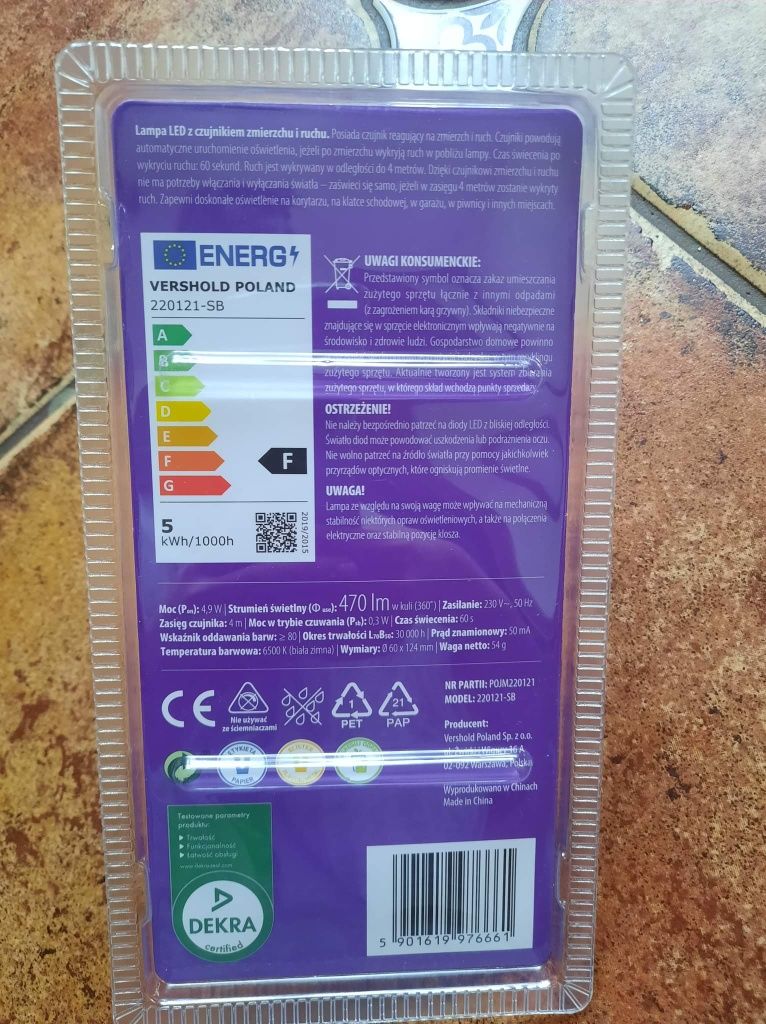 Lampa LED z czujnikiem zmierzchu i ruchu. Posiada czujnik reagujący na zmierzch i ruch. Czujniki powodują
automatyczne uruchomienie oświetlenia, jeżeli po zmierzchu wykryją ruch w pobliżu lampy. Czas świecenia po
wykryciu ruchu: 60 sekund. Ruch jest wykrywany w odległości do 4 metrów. Dzięki czujnikowi zmierzchu i ruchu
nie ma potrzeby włączania i wyłączania światła – zaświeci się samo, jeżeli w zasięgu 4 metrów zostanie wykryty
ruch. Zapewni doskonałe oświetlenie na korytarzu, na klatce schodowej, w garażu, w piwnicy i innych miejscach.
ENERG
VERSHOLD POLAND
220121-SB
A
B
C
D
E
F
G
F
5
kWh/1000h
2019/2015
UWAGI KONSUMENCKIE:
Przedstawiony symbol oznacza zakaz umieszczania
zużytego sprzętu łącznie z innymi odpadami
(z zagrożeniem karą grzywny). Składniki niebezpieczne
znajdujące się w sprzęcie elektronicznym wpływają negatywnie na
środowisko i zdrowie ludzi. Gospodarstwo domowe powinno
zużytego sprzętu. Aktualnie tworzony jest system zbierania
zużytego sprzętu, w którego skład wchodzą punkty sprzedaży.
OSTRZEŻENIE!
Nie należy bezpośrednio patrzeć na diody LED z bliskiej odległości.
Światło diod może powodować uszkodzenia lub podrażnienia oczu.
Nie wolno patrzeć na źródło światła przy pomocy jakichkolwiek
przyrządów optycznych, które ogniskują promienie świetlne.
UWAGA!
Lampa ze względu na swoją wagę może wpływać na mechaniczną
stabilność niektórych opraw oświetleniowych, a także na połączenia
elektryczne oraz stabilną pozycję klosza.
Moc (Pon): 4,9 W | Strumień świetlny (Φ use): 470 lm w kuli (360°) | Zasilanie: 230 V~, 50 Hz
Zasięg czujnika: 4 m | Moc w trybie czuwania (Psb): 0,3 W | Czas świecenia: 60 s
Wskaźnik oddawania barw: ≥ 80 | Okres trwałości L70B50: 30 000 h | Prąd znamionowy: 50 mA
Temperatura barwowa: 6500 K (biała zimna) | Wymiary: Ø 60 x 124 mm | Waga netto: 54 g
CE
Nie używać
ze ściemniaczami
1
PET
21
PAP
NR PARTII: POJM220121
MODEL: 220121-SB
Producent:
Vershold Poland Sp. z o.o.
ul. Żwirki i Wigury 16 A
02-092 Warszawa, Polska
Wyprodukowano w Chinach
Made in China
ETYKIETA
PAPIER
BLISTER
Testowane parametry
produktu:
Trwałość
Funkcjonalność
Łatwość obsługi
DEKRA
certified
5 901619 976661